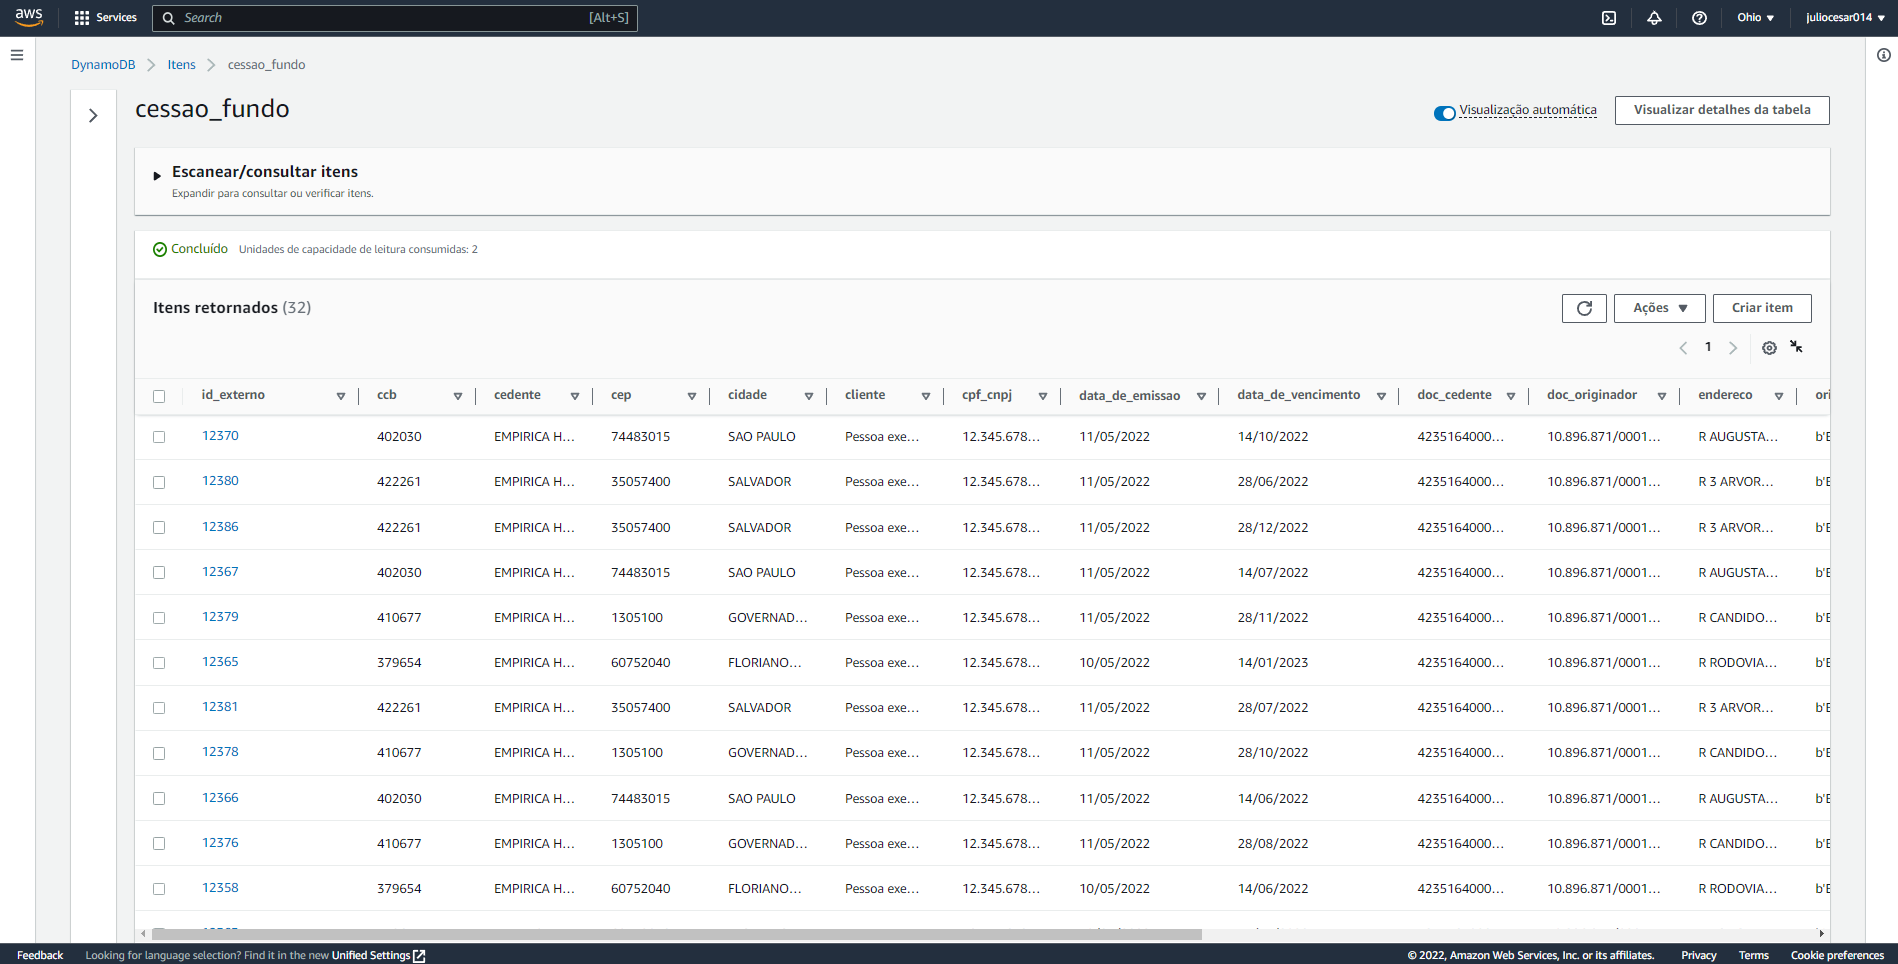 aws Services Search [Alt+S] Ohio juliocesar014
DynamoDB Itens cessao_fundo
cessao_fundo
Visualização automática Visualizar detalhes da tabela
Escanear/consultar itens
Expandir para consultar ou verificar itens.
Concluído Unidades de capacidade de leitura consumidas: 2
Itens retornados (32) Ações Criar item
1
id_externo ccb cedente cep cidade cliente cpf_cnpj data_de_emissao data_de_vencimento doc_cedente doc_originador endereco ori
12370 402030 EMPIRICA H... 74483015 SAO PAULO Pessoa exe... 12.345.678... 11/05/2022 14/10/2022 4235164000... 10.896.871/0001... R AUGUSTA... b'E
12380 422261 EMPIRICA H... 35057400 SALVADOR Pessoa exe... 12.345.678... 11/05/2022 28/06/2022 4235164000... 10.896.871/0001... R 3 ARVOR... b'E
12386 422261 EMPIRICA H... 35057400 SALVADOR Pessoa exe... 12.345.678... 11/05/2022 28/12/2022 4235164000... 10.896.871/0001... R 3 ARVOR... b'E
12367 402030 EMPIRICA H... 74483015 SAO PAULO Pessoa exe... 12.345.678... 11/05/2022 14/07/2022 4235164000... 10.896.871/0001... R AUGUSTA... b'E
12379 410677 EMPIRICA H... 1305100 GOVERNAD... Pessoa exe... 12.345.678... 11/05/2022 28/11/2022 4235164000... 10.896.871/0001... R CANDIDO... b'E
12365 379654 EMPIRICA H... 60752040 FLORIANO... Pessoa exe... 12.345.678... 10/05/2022 14/01/2023 4235164000... 10.896.871/0001... R RODOVIA... b'E
12381 422261 EMPIRICA H... 35057400 SALVADOR Pessoa exe... 12.345.678... 11/05/2022 28/07/2022 4235164000... 10.896.871/0001... R 3 ARVOR... b'E
12378 410677 EMPIRICA H... 1305100 GOVERNAD... Pessoa exe... 12.345.678... 11/05/2022 28/10/2022 4235164000... 10.896.871/0001... R CANDIDO... b'E
12366 402030 EMPIRICA H... 74483015 SAO PAULO Pessoa exe... 12.345.678... 11/05/2022 14/06/2022 4235164000... 10.896.871/0001... R AUGUSTA... b'E
12376 410677 EMPIRICA H... 1305100 GOVERNAD... Pessoa exe... 12.345.678... 11/05/2022 28/08/2022 4235164000... 10.896.871/0001... R CANDIDO... b'E
12358 379654 EMPIRICA H... 60752040 FLORIANO... Pessoa exe... 12.345.678... 10/05/2022 14/06/2022 4235164000... 10.896.871/0001... R RODOVIA... b'E
Feedback Looking for language selection? Find it in the new Unified Settings © 2022, Amazon Web Services, Inc. or its affiliates. Privacy Terms Cookie preferences